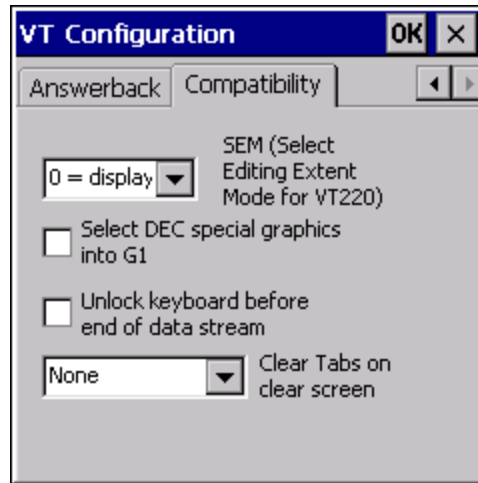 VT Configuration OK
Answerback Compatibility
0 = display
SEM (Select
Editing Extent
Mode for VT220)
Select DEC special graphics
into G1
Unlock keyboard before
end of data stream
None
Clear Tabs on
clear screen